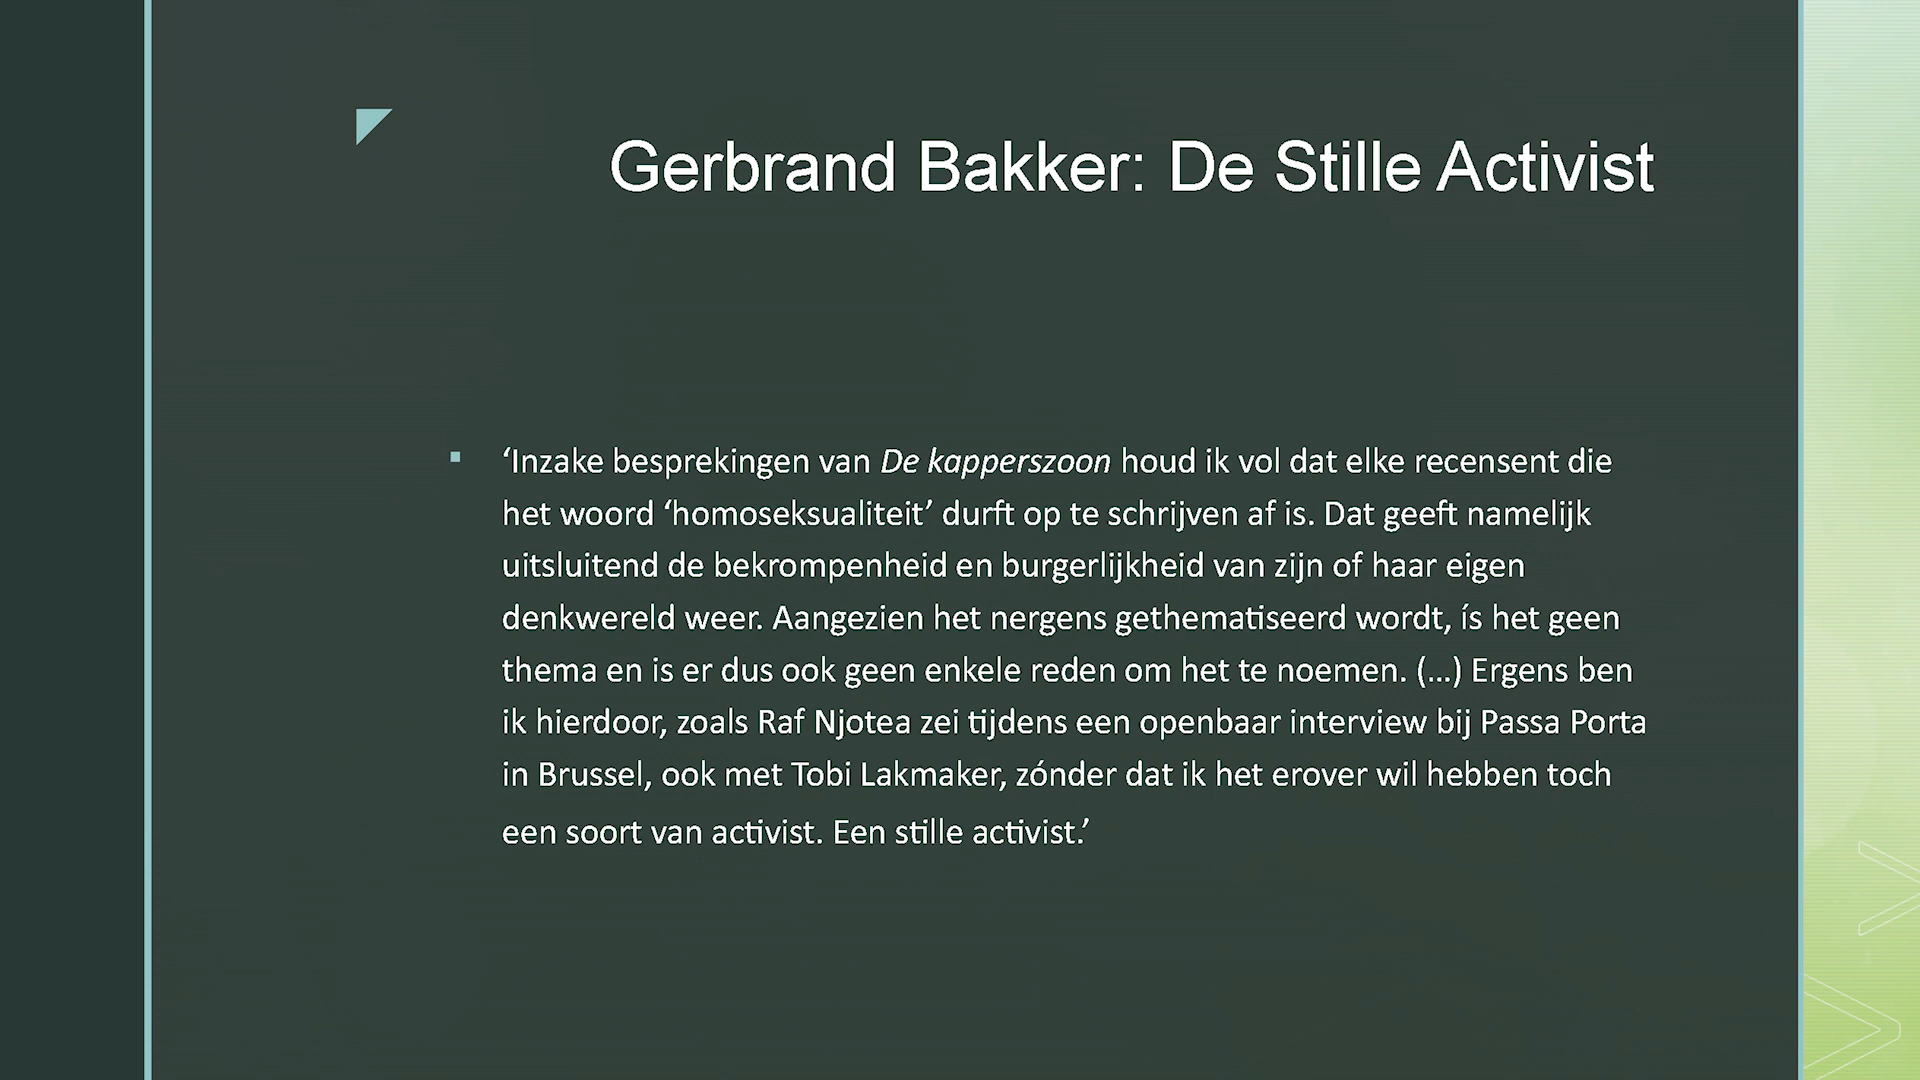 Gerbrand Bakker: De Stille Activist
‘Inzake besprekingen van De kapperszoon houd ik vol dat elke recensent die
het woord ‘homoseksualiteit’ durft op te schrijven af is. Dat geeft namelijk
uitsluitend de bekrompenheid en burgerlijkheid van zijn of haar eigen
denkwereld weer. Aangezien het nergens gethematiseerd wordt, ís het geen
thema en is er dus ook geen enkele reden om het te noemen. (…) Ergens ben
ik hierdoor, zoals Raf Njotea zei tijdens een openbaar interview bij Passa Porta
in Brussel, ook met Tobi Lakmaker, zónder dat ik het erover wil hebben toch
een soort van activist. Een stille activist.’